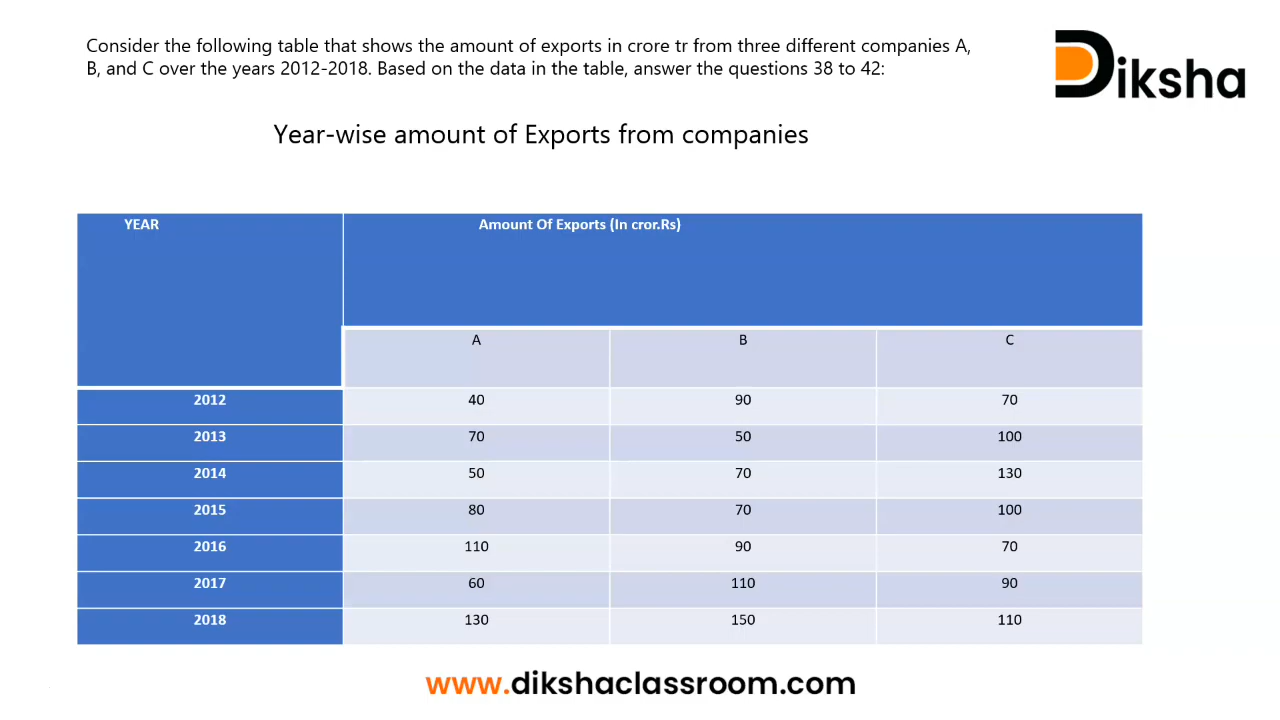 Consider the following table that shows the amount of exports in crore tr from three different companies A,
B, and C over the years 2012-2018. Based on the data in the table, answer the questions 38 to 42:
Diksha
Year-wise amount of Exports from companies
YEAR Amount Of Exports (In cror.Rs)
A B C
2012 40 90 70
2013 70 50 100
2014 50 70 130
2015 80 70 100
2016 110 90 70
2017 60 110 90
2018 130 150 110
www.dikshaclassroom.com